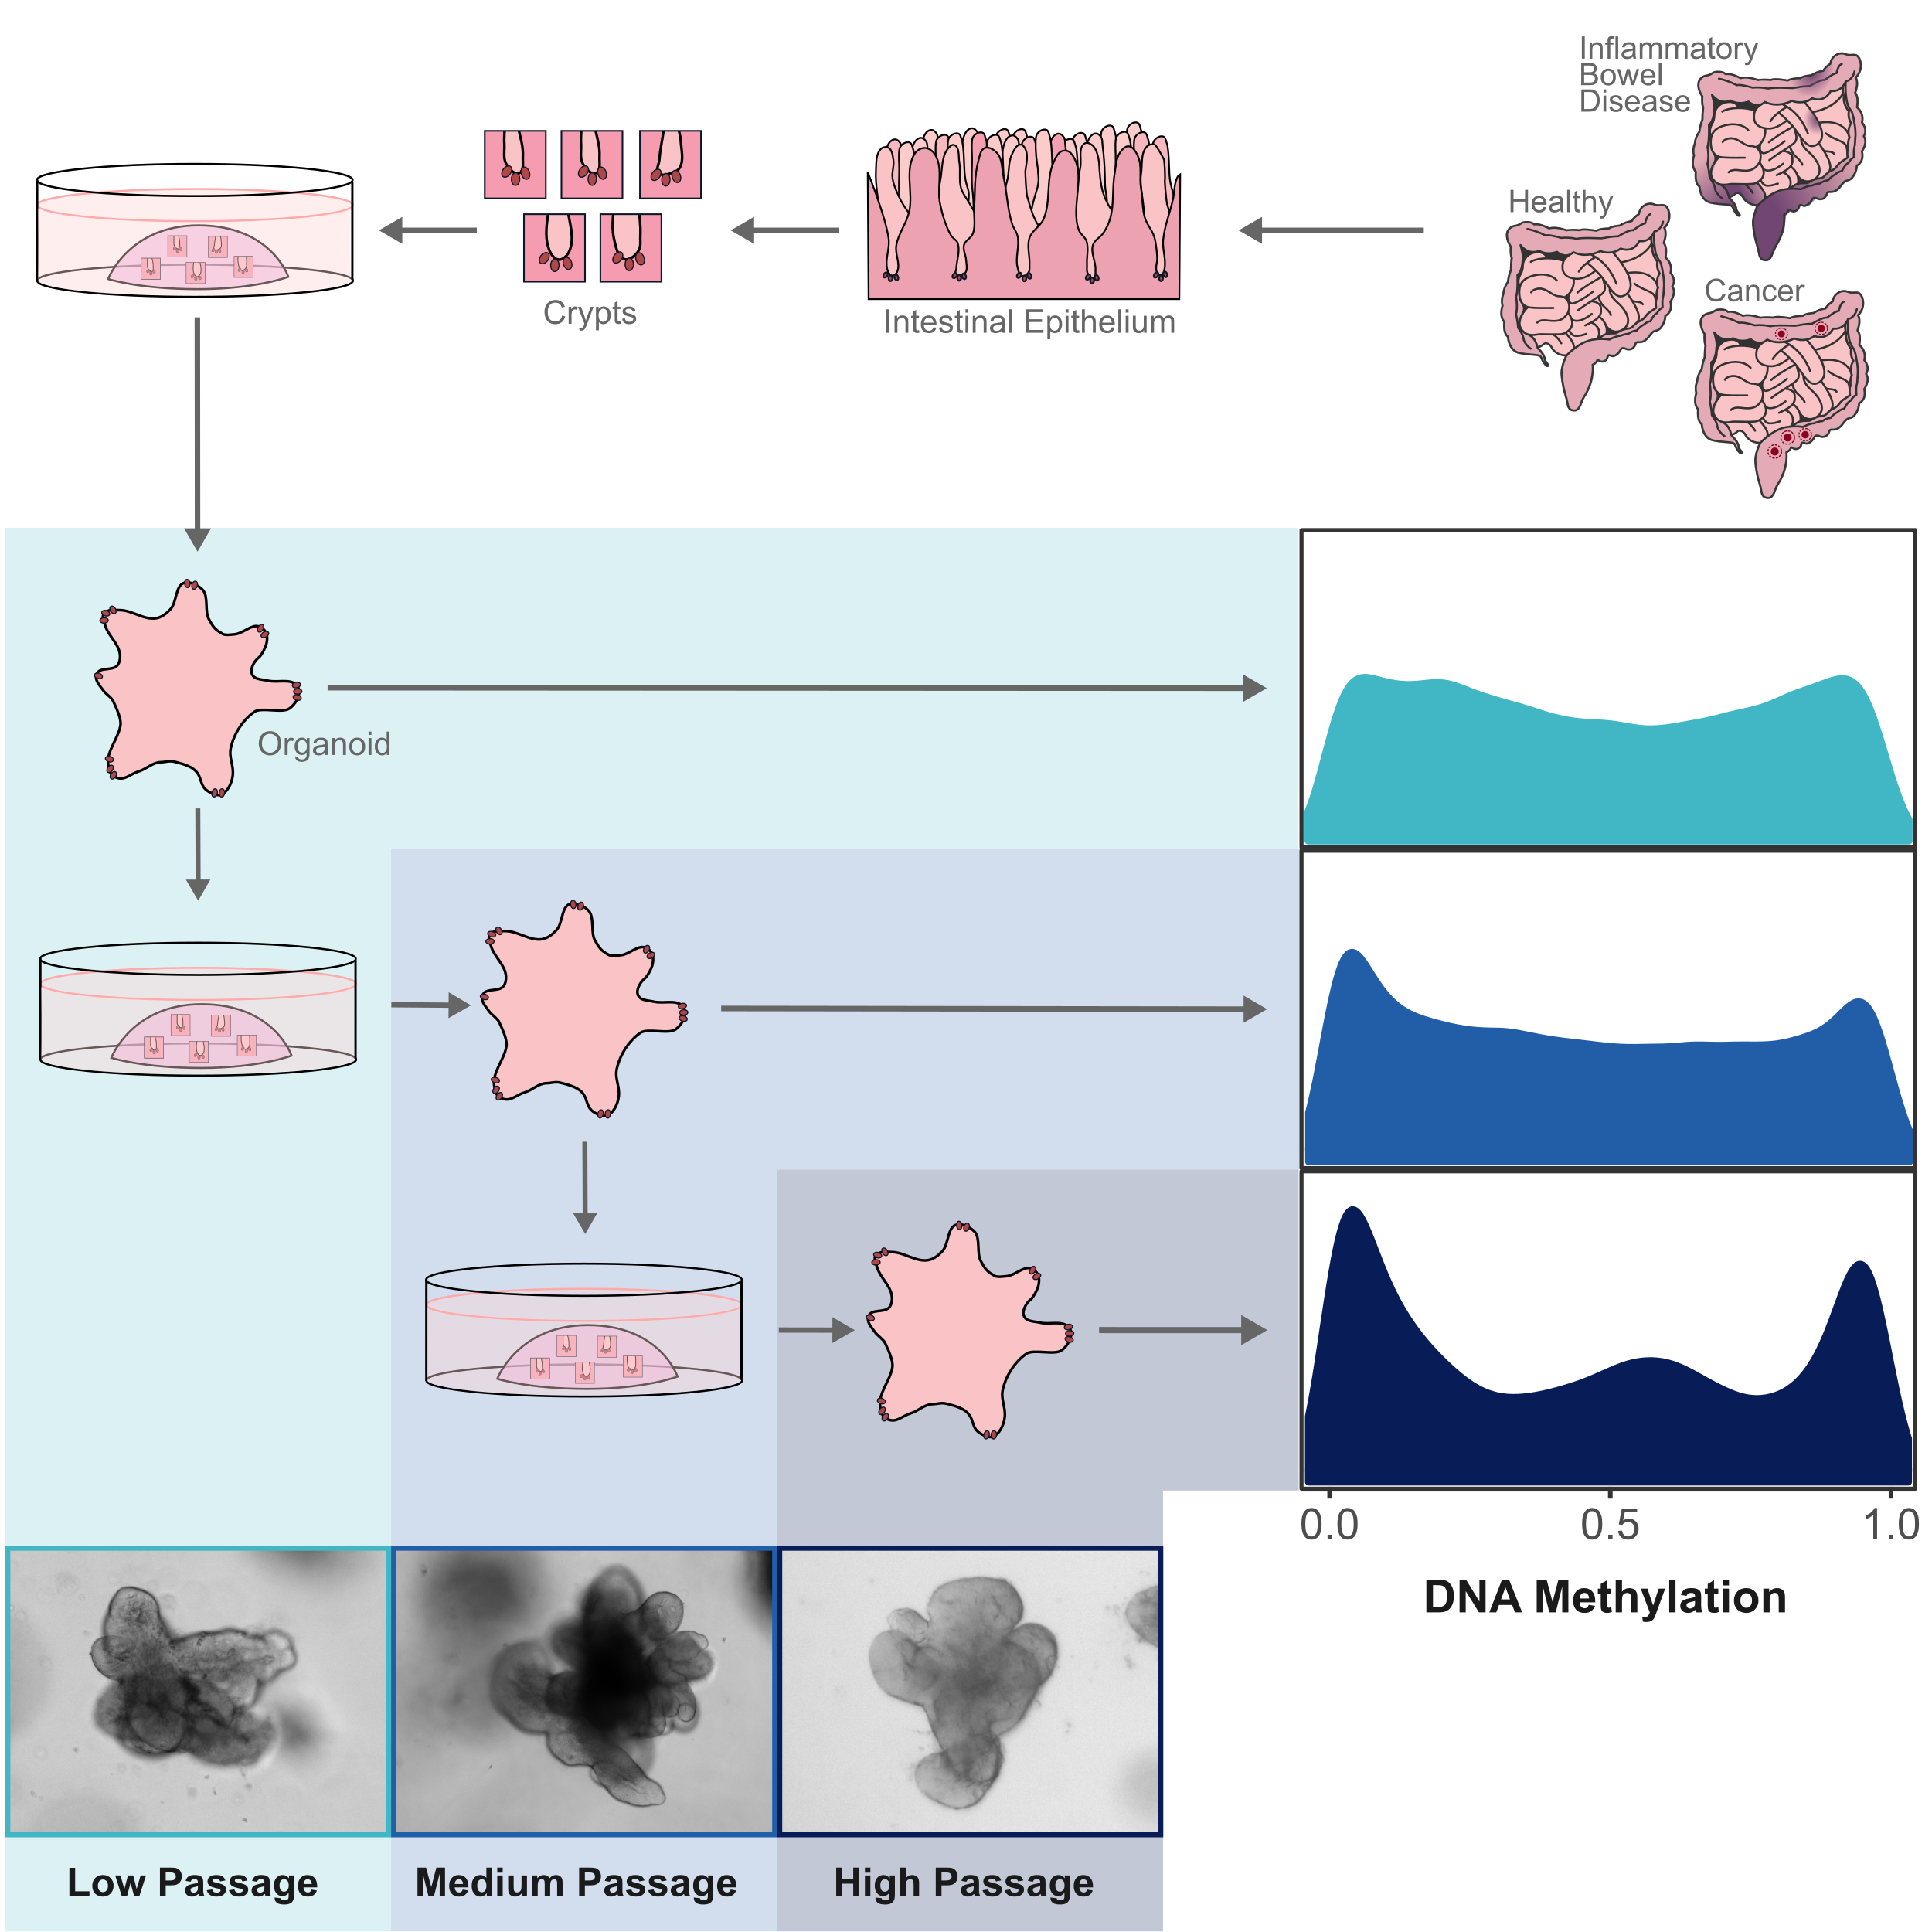 Inflammatory
Bowel
Disease
Healthy
Cancer
Crypts
Intestinal Epithelium
Organoid
0.0 0.5 1.0
DNA Methylation
Low Passage Medium Passage High Passage